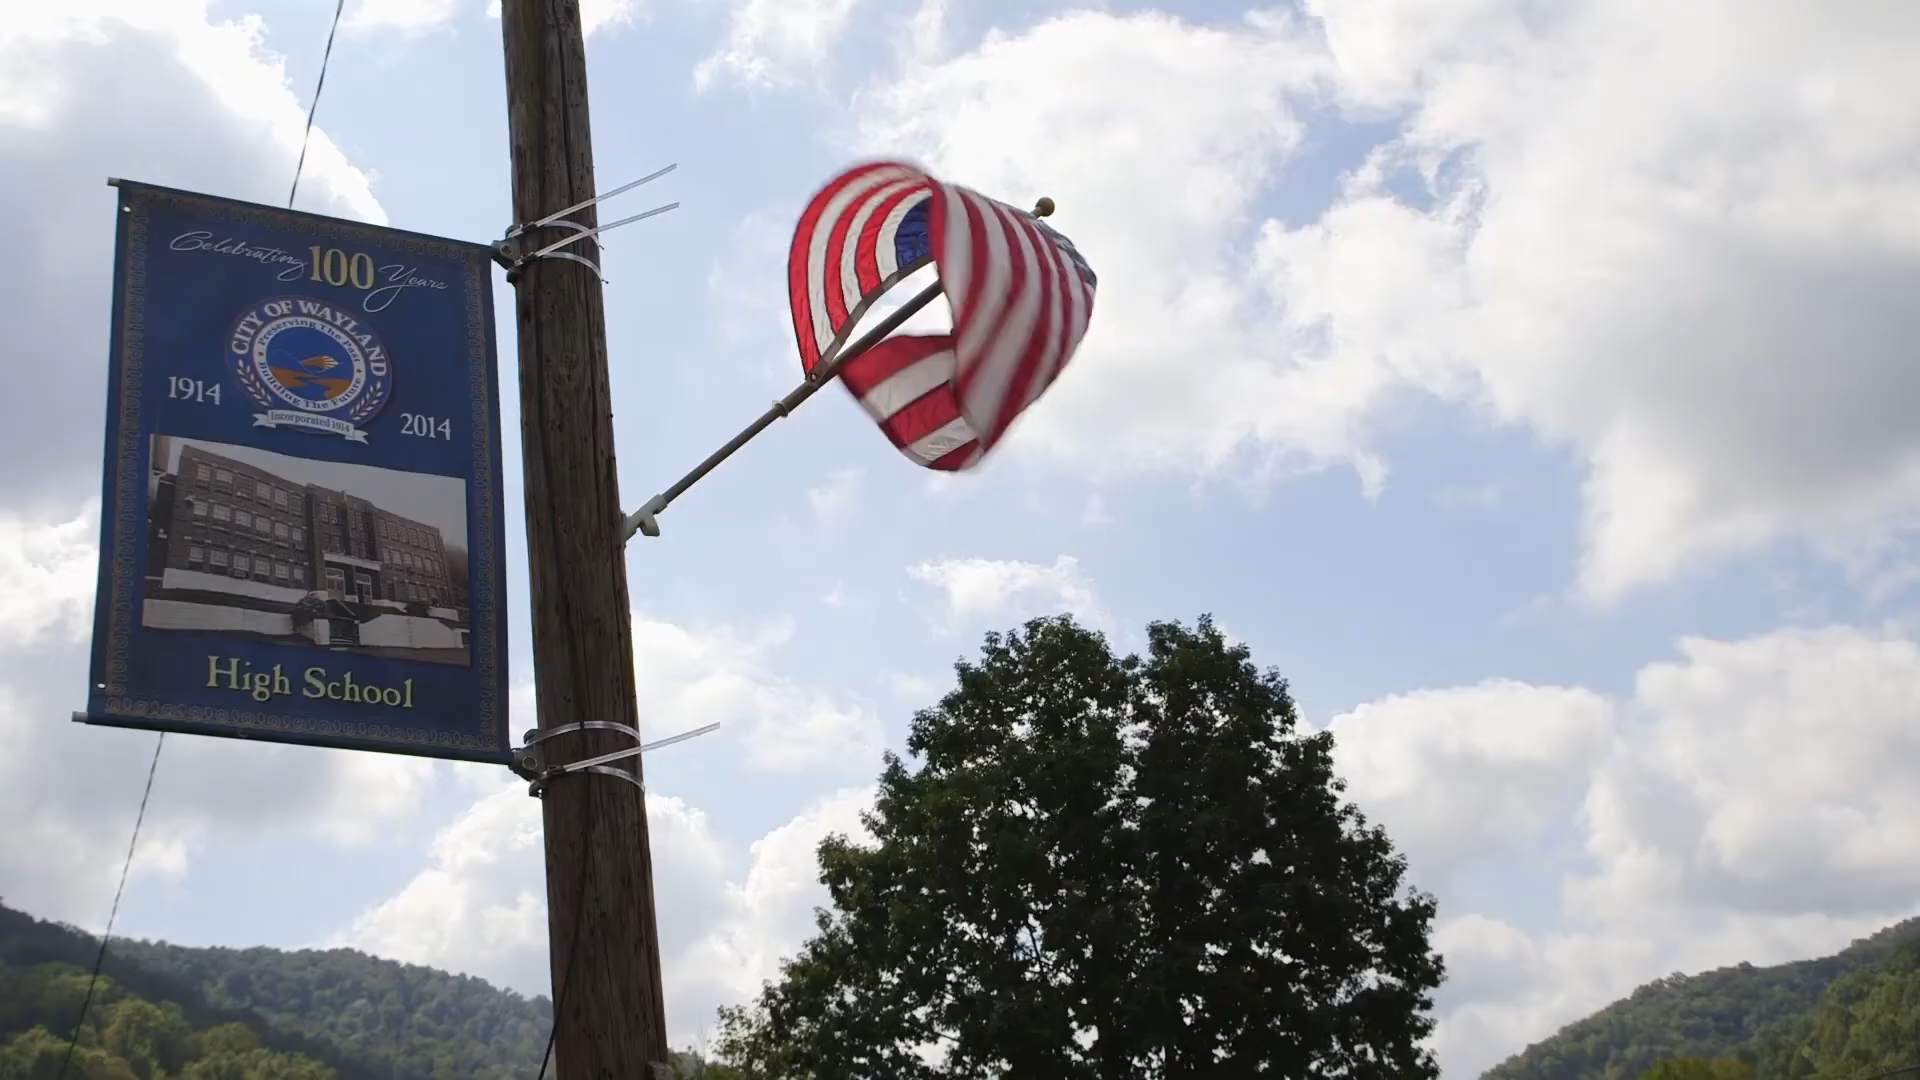 Celebrating 100 Years
CITY OF WAYLAND
Preserving The Past
Building The Future
Incorporated 1914
1914
2014
High School